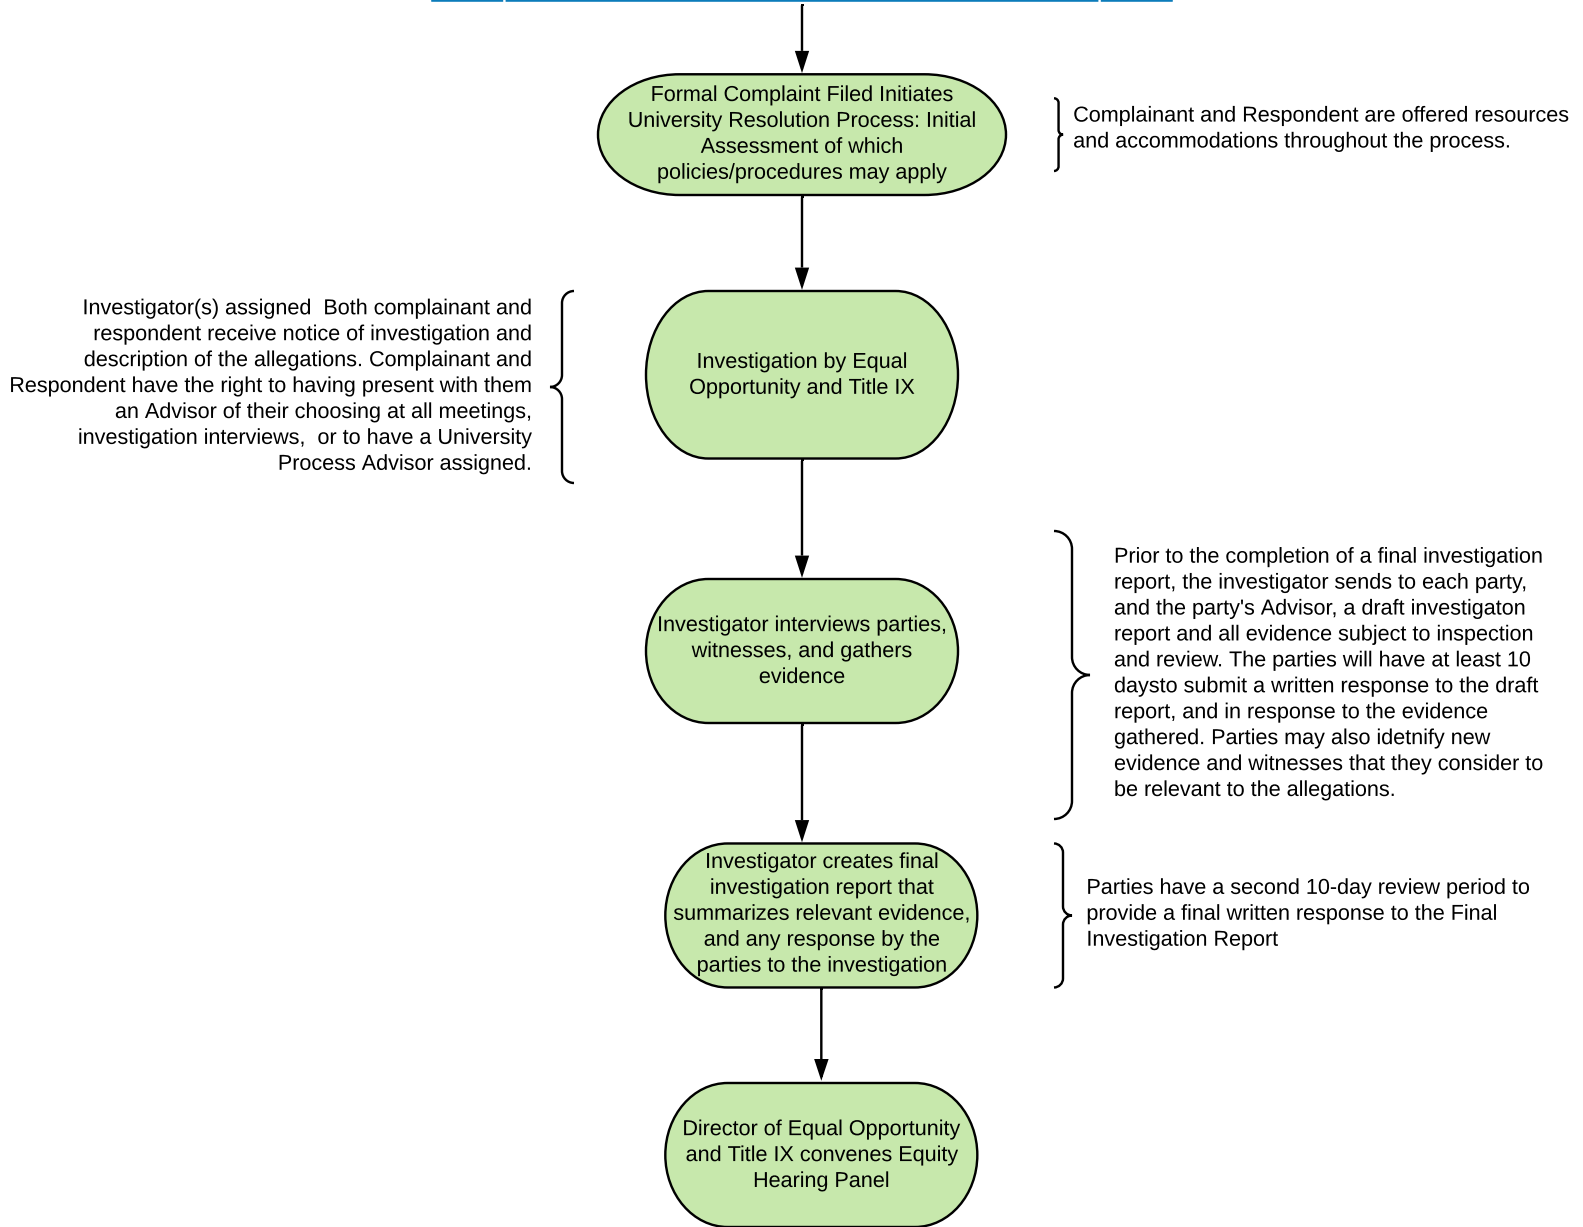 Formal Complaint Filed Initiates
University Resolution Process: Initial
Assessment of which
policies/procedures may apply
Complainant and Respondent are offered resources
and accommodations throughout the process.
Investigator(s) assigned  Both complainant and
respondent receive notice of investigation and
description of the allegations. Complainant and
Respondent have the right to having present with them
an Advisor of their choosing at all meetings,
investigation interviews,  or to have a University
Process Advisor assigned.
Investigation by Equal
Opportunity and Title IX
Investigator interviews parties,
witnesses, and gathers
evidence
Prior to the completion of a final investigation
report, the investigator sends to each party,
and the party's Advisor, a draft investigaton
report and all evidence subject to inspection
and review. The parties will have at least 10
daysto submit a written response to the draft
report, and in response to the evidence
gathered. Parties may also idetnify new
evidence and witnesses that they consider to
be relevant to the allegations.
Investigator creates final
investigation report that
summarizes relevant evidence,
and any response by the
parties to the investigation
Parties have a second 10-day review period to
provide a final written response to the Final
Investigation Report
Director of Equal Opportunity
and Title IX convenes Equity
Hearing Panel